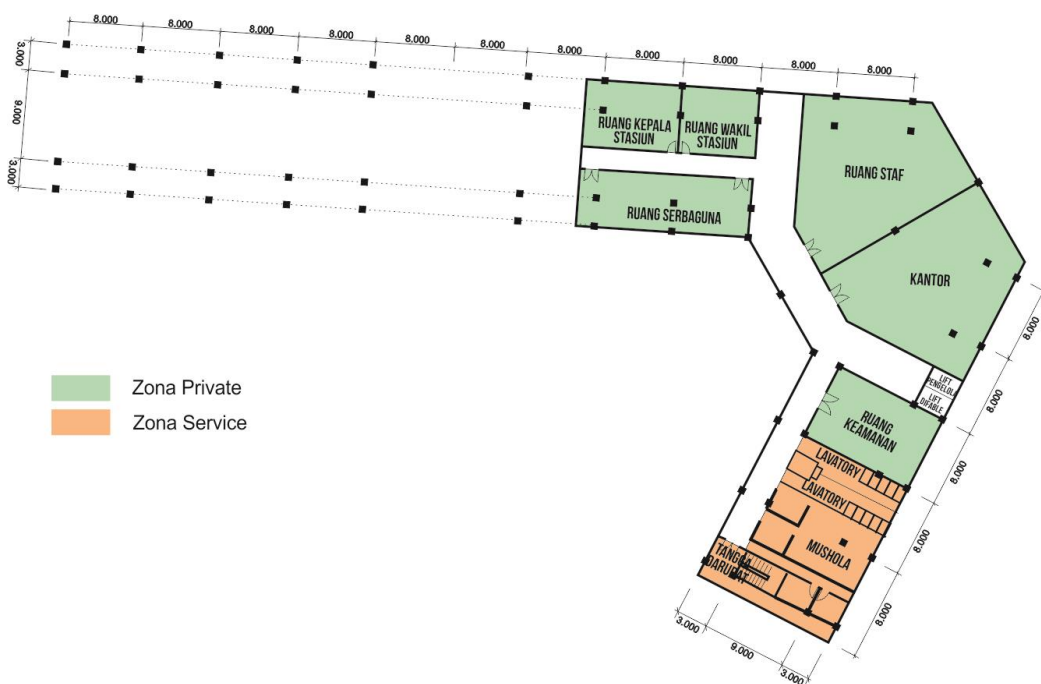 8.000
8.000
8.000
8.000
8.000
8.000
8.000
8.000
8.000
8.000
8.000
3.000
9.000
3.000
RUANG KEPALA
STASIUN
RUANG WAKIL
STASIUN
RUANG STAF
RUANG SERBAGUNA
KANTOR
LIFT
PENGELOLA
LIFT
DIFABLE
RUANG
KEAMANAN
LAVATORY
LAVATORY
MUSHOLA
TANGGA
DARURAT
8.000
8.000
8.000
8.000
8.000
3.000
9.000
3.000
Zona Private
Zona Service